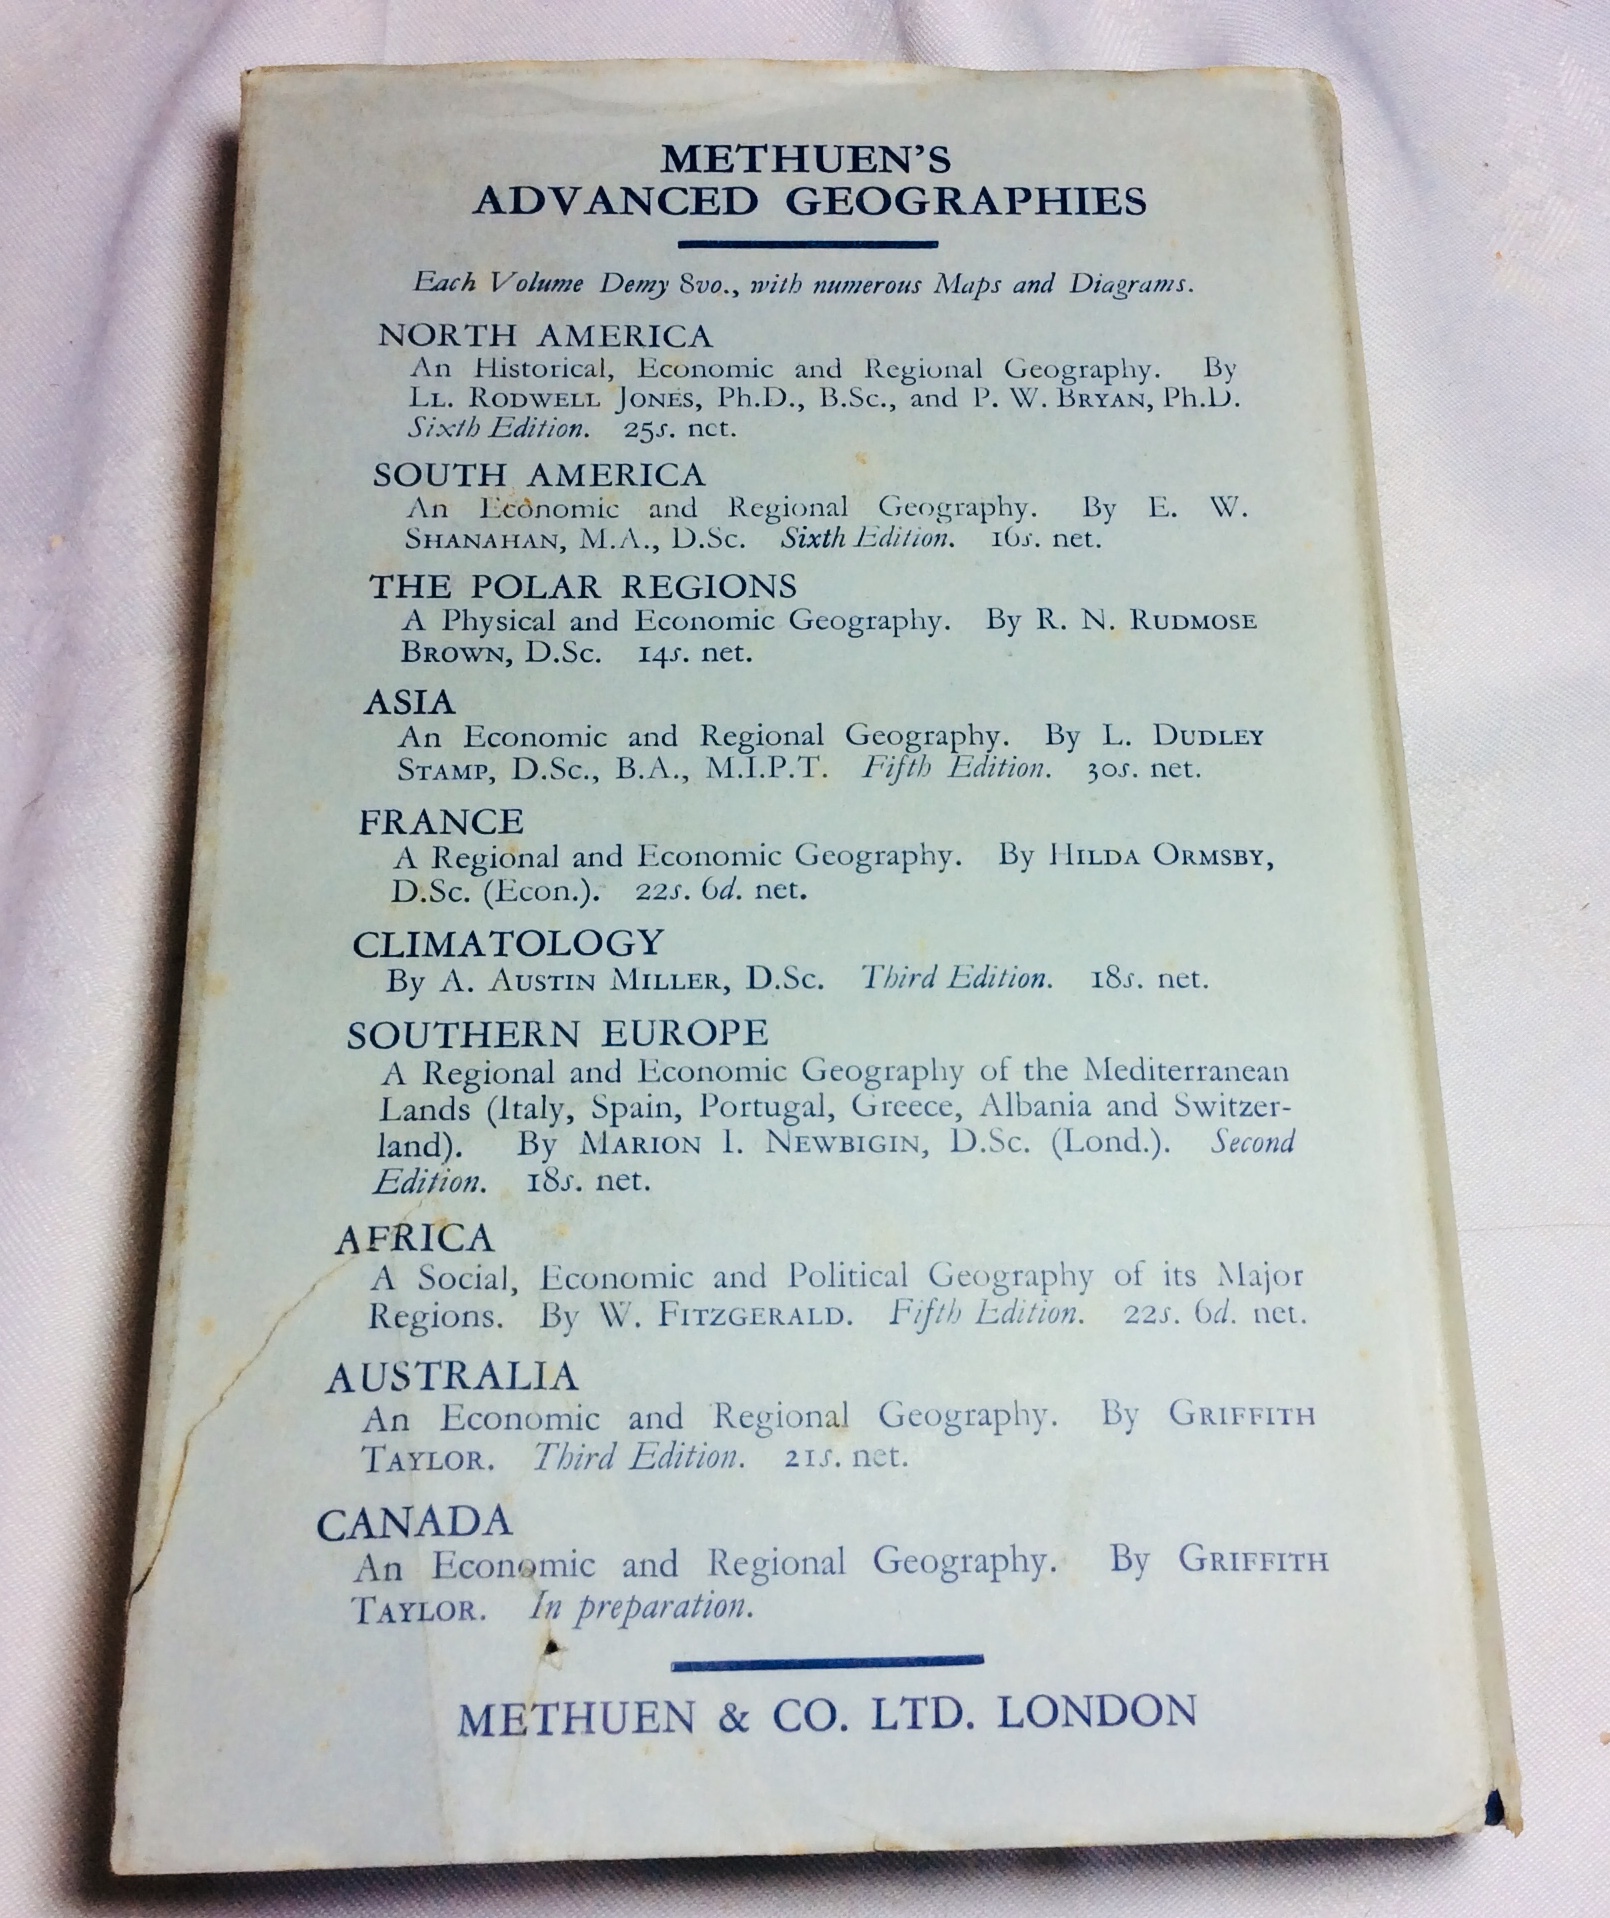 METHUEN'S
ADVANCED GEOGRAPHIES
Each Volume Demy 8vo., with numerous Maps and Diagrams.
NORTH AMERICA
An Historical, Economic and Regional Geography. By
LL. RODWELL JONES, Ph.D., B.Sc., and P. W. BRYAN, Ph.D.
Sixth Edition. 25s. net.
SOUTH AMERICA
An Economic and Regional Geography. By E. W.
SHANAHAN, M.A., D.Sc. Sixth Edition. 16s. net.
THE POLAR REGIONS
A Physical and Economic Geography. By R. N. RUDMOSE
BROWN, D.Sc. 14s. net.
ASIA
An Economic and Regional Geography. By L. DUDLEY
STAMP, D.Sc., B.A., M.I.P.T. Fifth Edition. 30s. net.
FRANCE
A Regional and Economic Geography. By HILDA ORMSBY,
D.Sc. (Econ.). 22s. 6d. net.
CLIMATOLOGY
By A. AUSTIN MILLER, D.Sc. Third Edition. 18s. net.
SOUTHERN EUROPE
A Regional and Economic Geography of the Mediterranean
Lands (Italy, Spain, Portugal, Greece, Albania and Switzer-
land). By MARION I. NEWBIGIN, D.Sc. (Lond.). Second
Edition. 18s. net.
AFRICA
A Social, Economic and Political Geography of its Major
Regions. By W. FITZGERALD. Fifth Edition. 22s. 6d. net.
AUSTRALIA
An Economic and Regional Geography. By GRIFFITH
TAYLOR. Third Edition. 21s. net.
CANADA
An Economic and Regional Geography. By GRIFFITH
TAYLOR. In preparation.
METHUEN & CO. LTD. LONDON